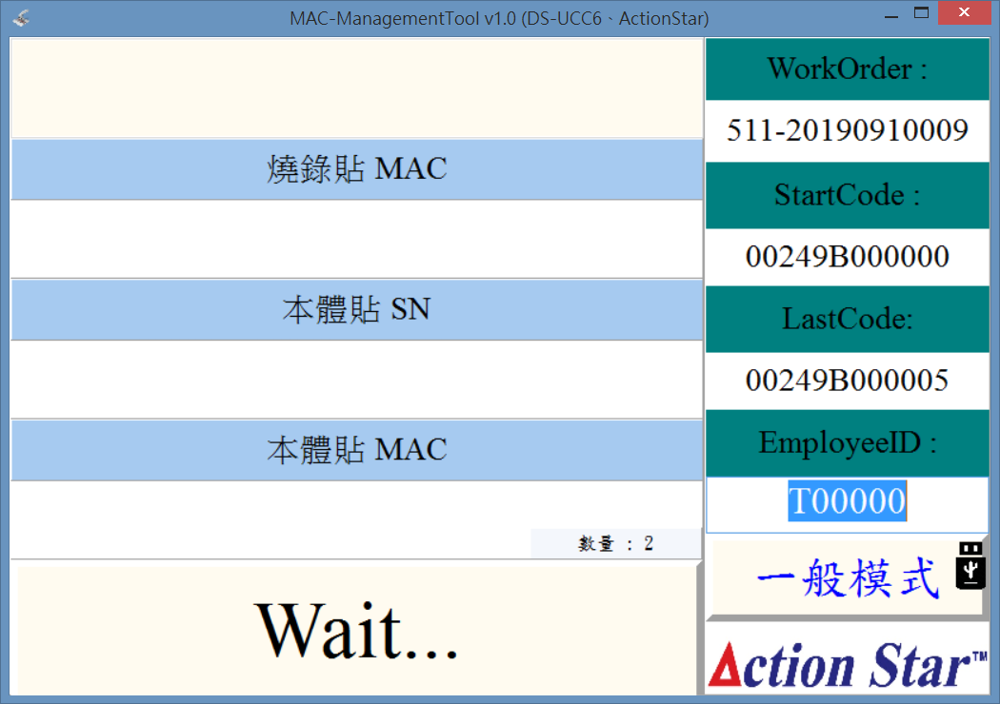 MAC-ManagementTool v1.0 (DS-UCC6、ActionStar)
燒錄貼 MAC
本體貼 SN
本體貼 MAC
數量 : 2
Wait...
WorkOrder :
511-20190910009
StartCode :
00249B000000
LastCode:
00249B000005
EmployeeID :
T00000
一般模式
Action Star™